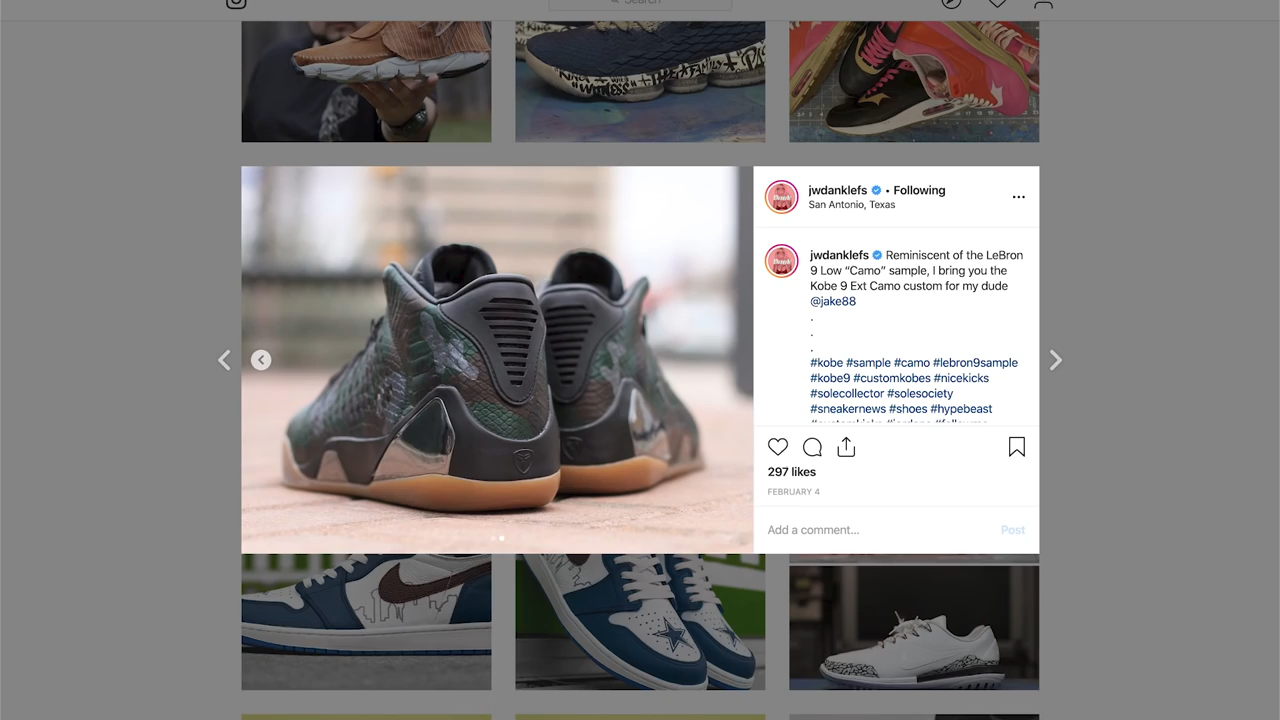 Search
jwdanklefs • Following
San Antonio, Texas
jwdanklefs Reminiscent of the LeBron
9 Low “Camo” sample, I bring you the
Kobe 9 Ext Camo custom for my dude
@jake88
.
.
.
#kobe #sample #camo #lebron9sample
#kobe9 #customkobes #nicekicks
#solecollector #solesociety
#sneakernews #shoes #hypebeast
297 likes
FEBRUARY 4
Add a comment...
Post